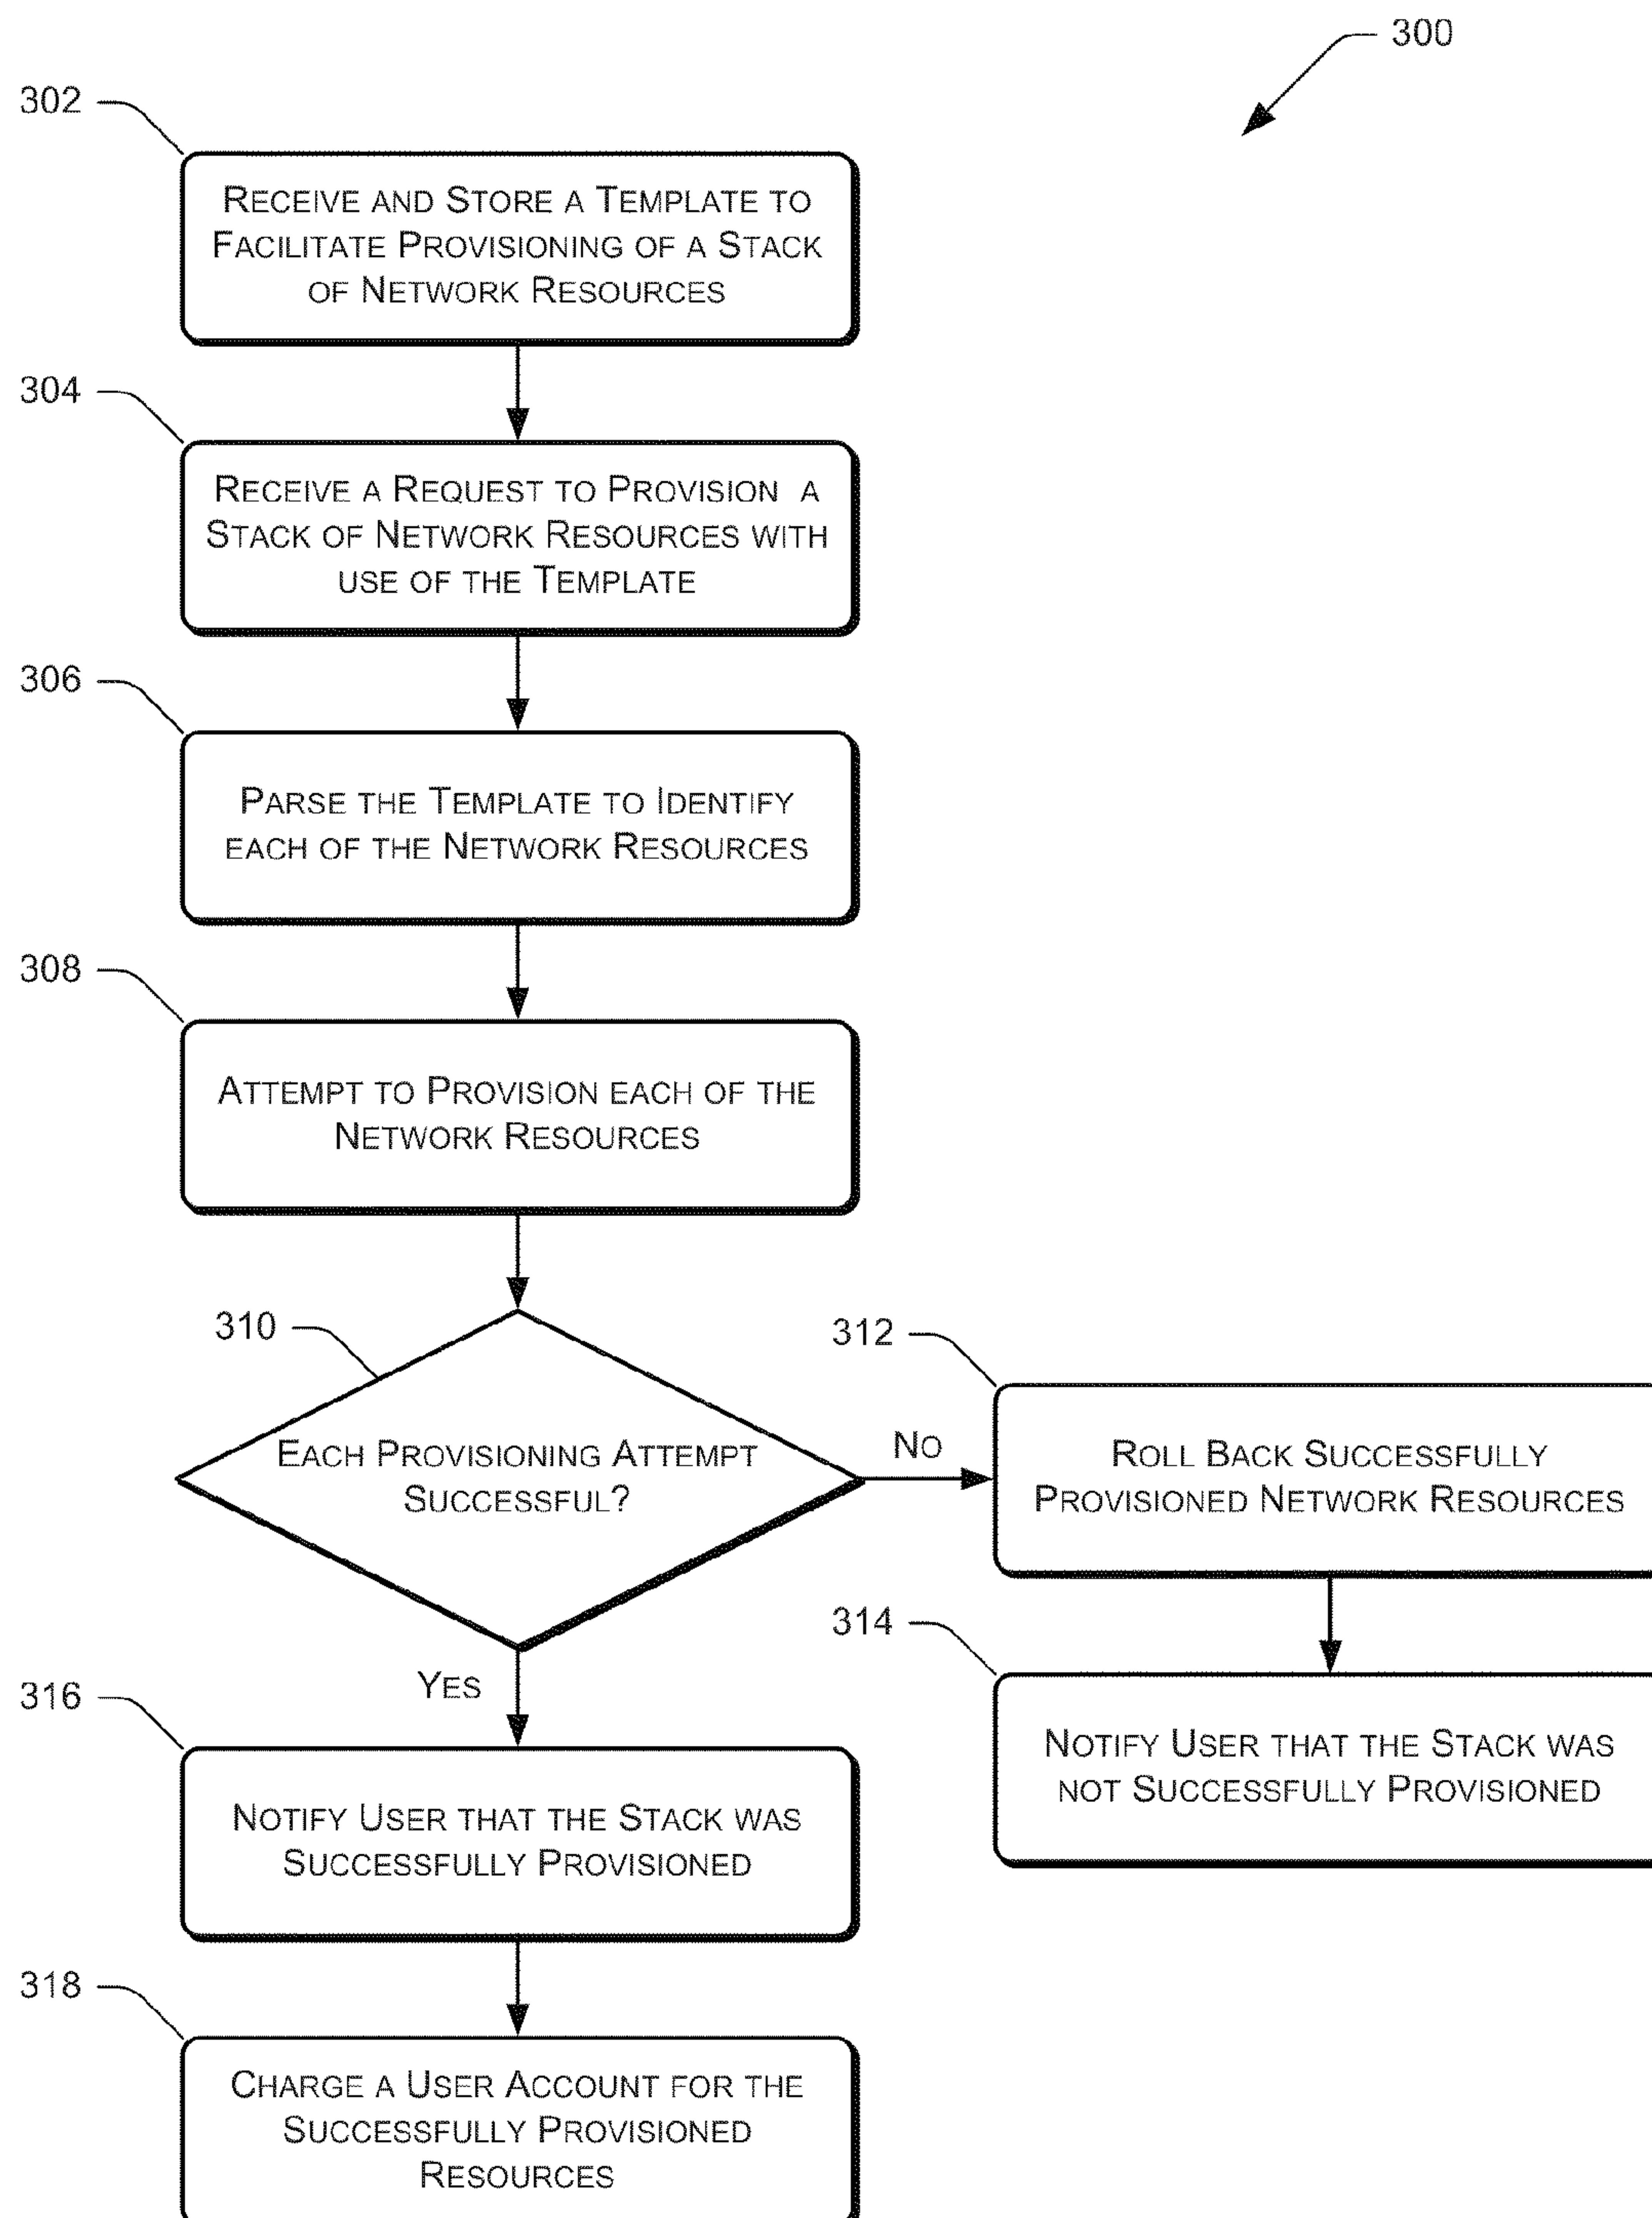 300
302
Receive and Store a Template to
Facilitate Provisioning of a Stack
of Network Resources
304
Receive a Request to Provision a
Stack of Network Resources with
use of the Template
306
Parse the Template to Identify
each of the Network Resources
308
Attempt to Provision each of the
Network Resources
310
Each Provisioning Attempt
Successful?
No
312
Roll Back Successfully
Provisioned Network Resources
314
Notify User that the Stack was
not Successfully Provisioned
Yes
316
Notify User that the Stack was
Successfully Provisioned
318
Charge a User Account for the
Successfully Provisioned
Resources